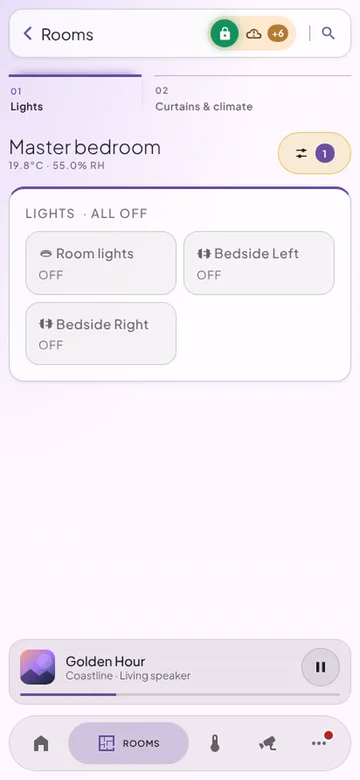 Rooms
+6
01
Lights
02
Curtains & climate
Master bedroom
19.8°C · 55.0% RH
1
LIGHTS · ALL OFF
Room lights
OFF
Bedside Left
OFF
Bedside Right
OFF
Golden Hour
Coastline · Living speaker
ROOMS